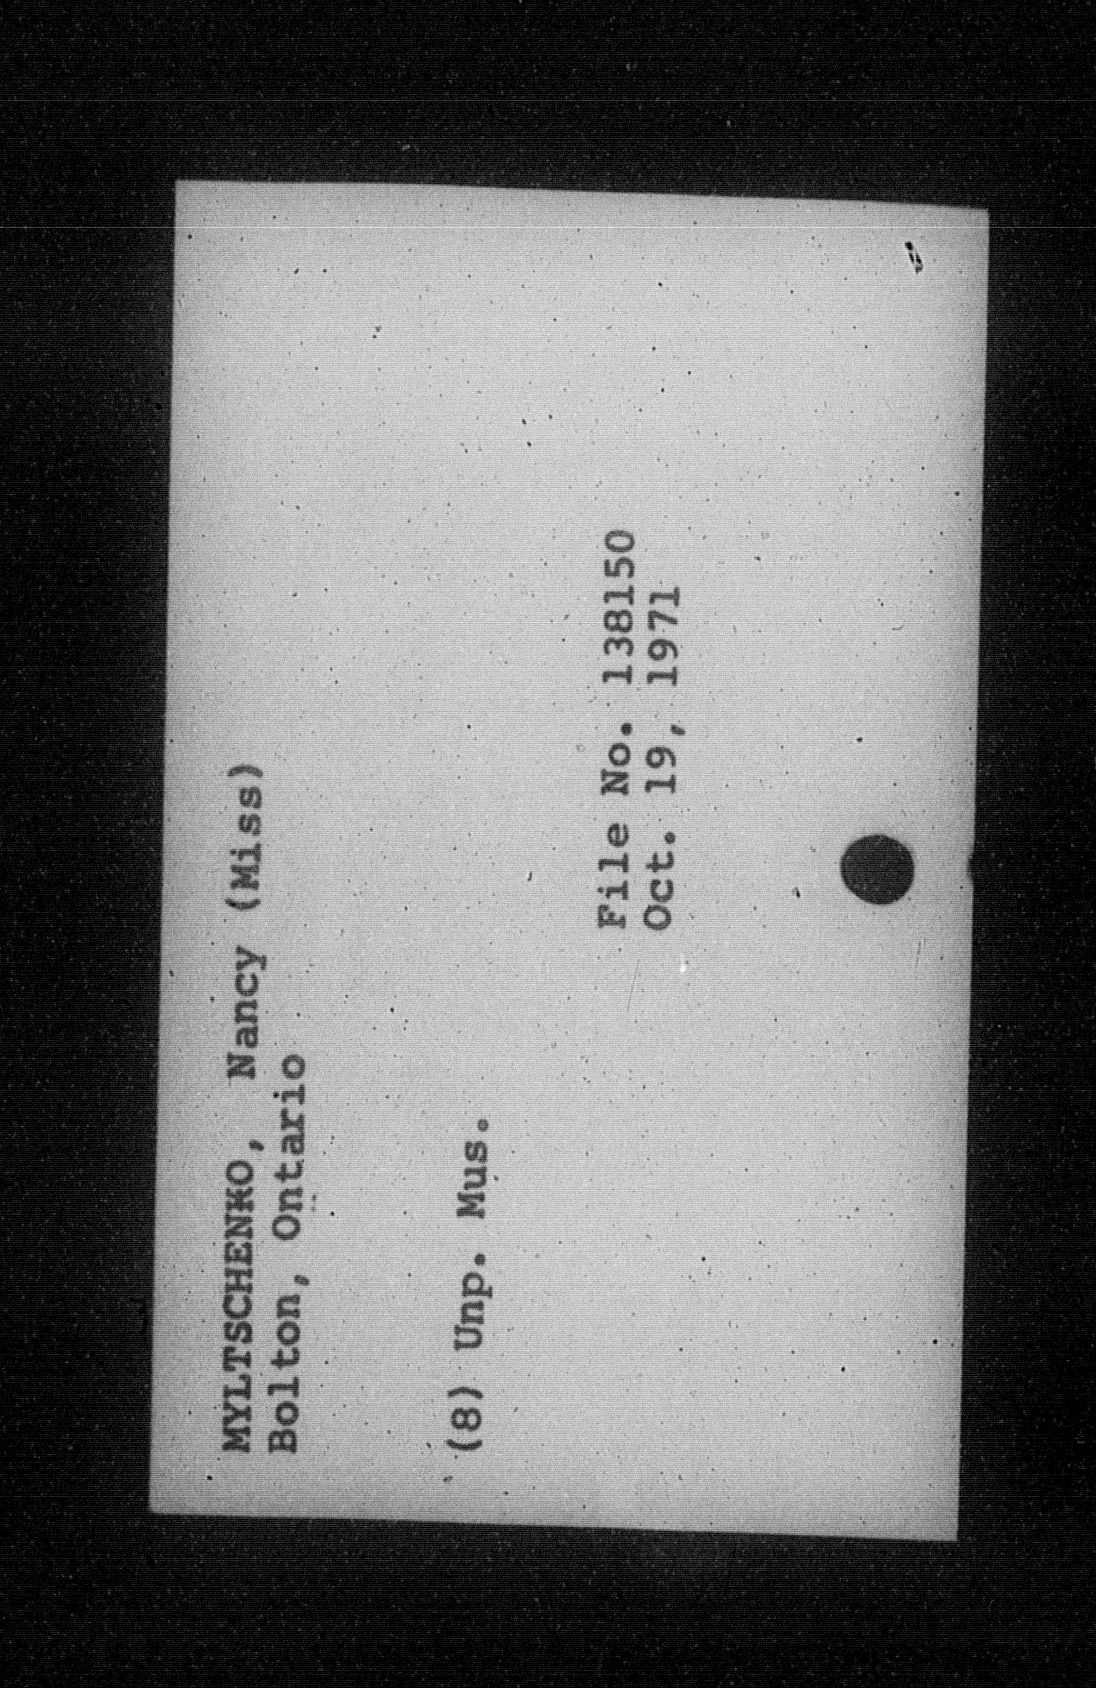 MYLTSCHENKO, Nancy (Miss)
Bolton, Ontario
(8) Unp. Mus.
File No. 138150
Oct. 19, 1971